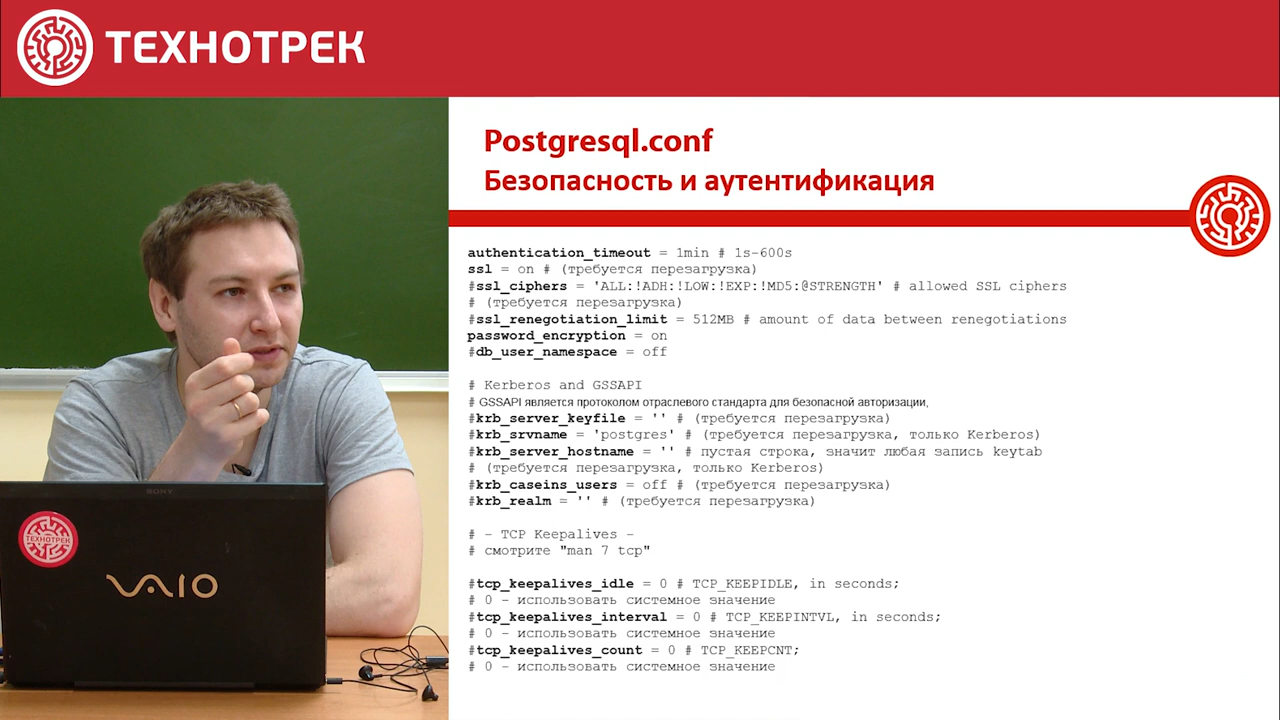 ТЕХНОТРЕК
Postgresql.conf
Безопасность и аутентификация
authentication_timeout = 1min # 1s-600s
ssl = on # (требуется перезагрузка)
#ssl_ciphers = 'ALL:!ADH:!LOW:!EXP:!MD5:@STRENGTH' # allowed SSL ciphers
# (требуется перезагрузка)
#ssl_renegotiation_limit = 512MB # amount of data between renegotiations
password_encryption = on
#db_user_namespace = off
# Kerberos and GSSAPI
# GSSAPI является протоколом отраслевого стандарта для безопасной авторизации,
#krb_server_keyfile = '' # (требуется перезагрузка)
#krb_srvname = 'postgres' # (требуется перезагрузка, только Kerberos)
#krb_server_hostname = '' # пустая строка, значит любая запись keytab
# (требуется перезагрузка, только Kerberos)
#krb_caseins_users = off # (требуется перезагрузка)
#krb_realm = '' # (требуется перезагрузка)
# - TCP Keepalives -
# смотрите "man 7 tcp"
#tcp_keepalives_idle = 0 # TCP_KEEPIDLE, in seconds;
# 0 - использовать системное значение
#tcp_keepalives_interval = 0 # TCP_KEEPINTVL, in seconds;
# 0 - использовать системное значение
#tcp_keepalives_count = 0 # TCP_KEEPCNT;
# 0 - использовать системное значение
SONY
ТЕХНОТРЕК
VAIO